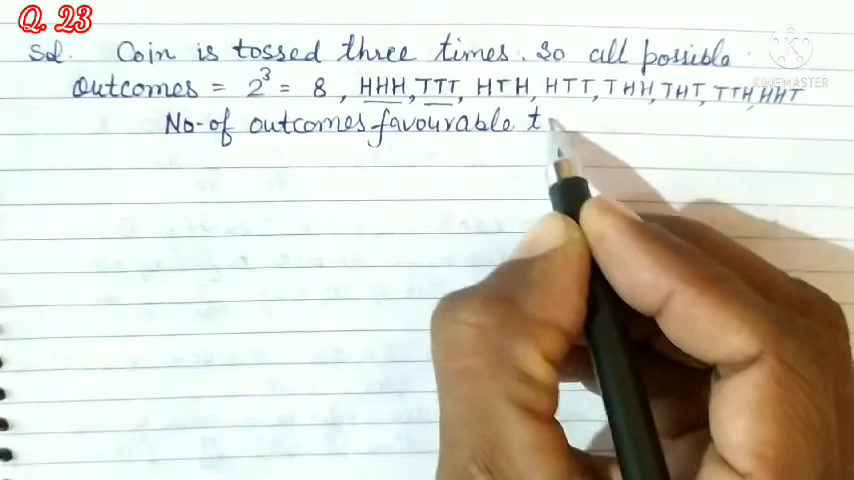 Q. 23
Sol. Coin is tossed three times. So all possible
Outcomes = 2³ = 8, HHH, TTT, HTH, HTT, THH, THT, TTH, HHT
No. of outcomes favourable t
KINEMASTER